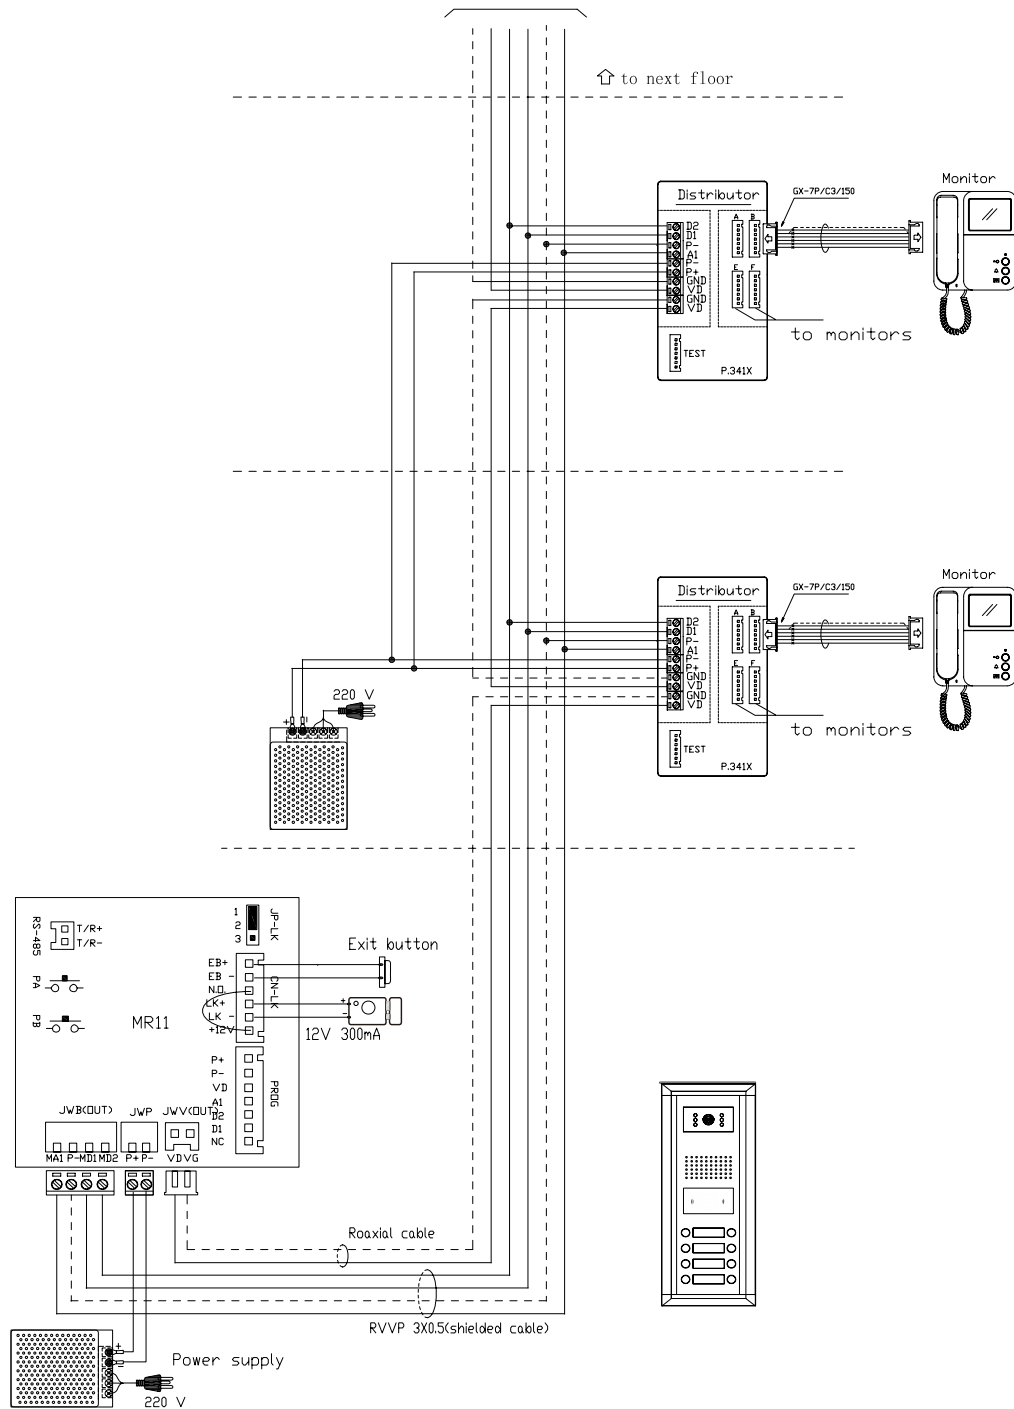 to next floor
Monitor
Distributor
GX-7P/C3/150
A B
D2
D1
P-
A1
P-
P+
GND
VD
GND
VD
E F
to monitors
TEST
P.341X
Monitor
Distributor
GX-7P/C3/150
A B
D2
D1
P-
A1
P-
P+
GND
VD
GND
VD
E F
to monitors
TEST
P.341X
220 V
+ -
RS-485
T/R+
T/R-
PA
PB
MR11
1
2
3
JP-LK
EB+
EB -
N.O.
LK+
LK -
+12V
CN-LK
Exit button
+
-
12V 300mA
P+
P-
VD
A1
D2
D1
NC
PROG
JWB(OUT) JWP JWV(OUT)
MA1 P- MD1 MD2 P+ P- VD VG
Roaxial cable
RVVP 3X0.5(shielded cable)
+
-
Power supply
220 V